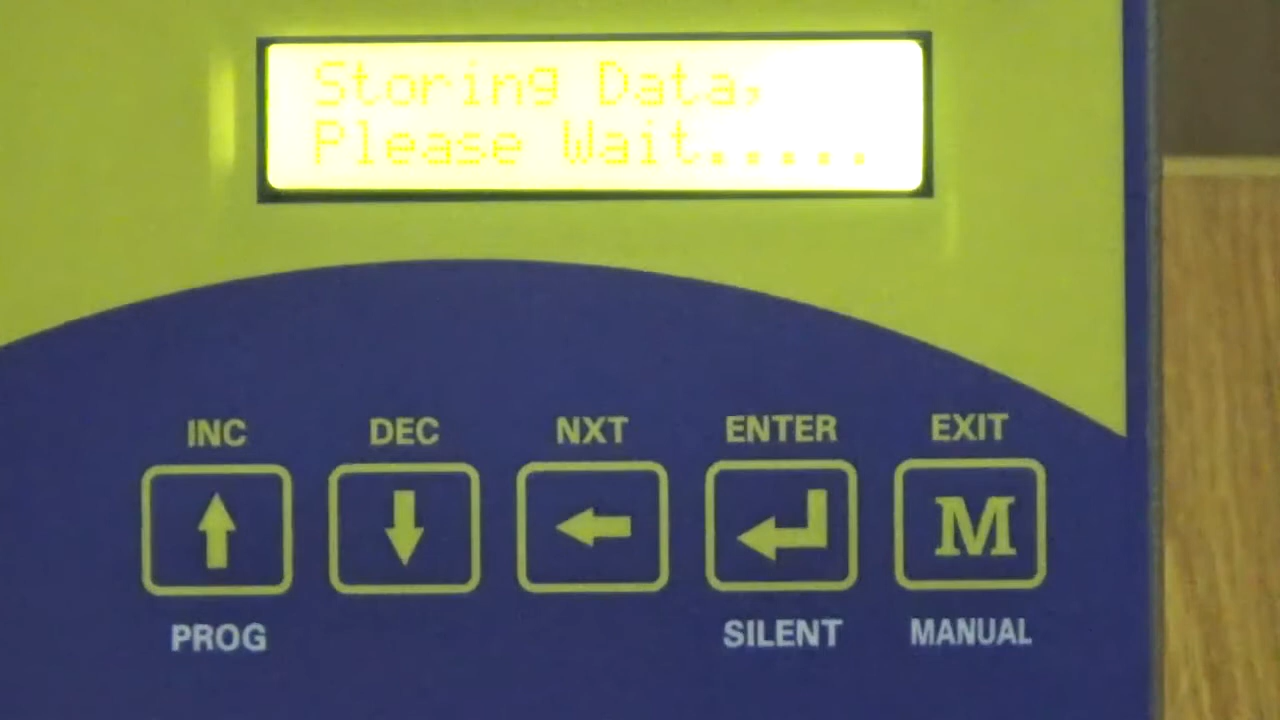 Storing Data,
Please Wait.....
INC DEC NXT ENTER EXIT
M
PROG SILENT MANUAL